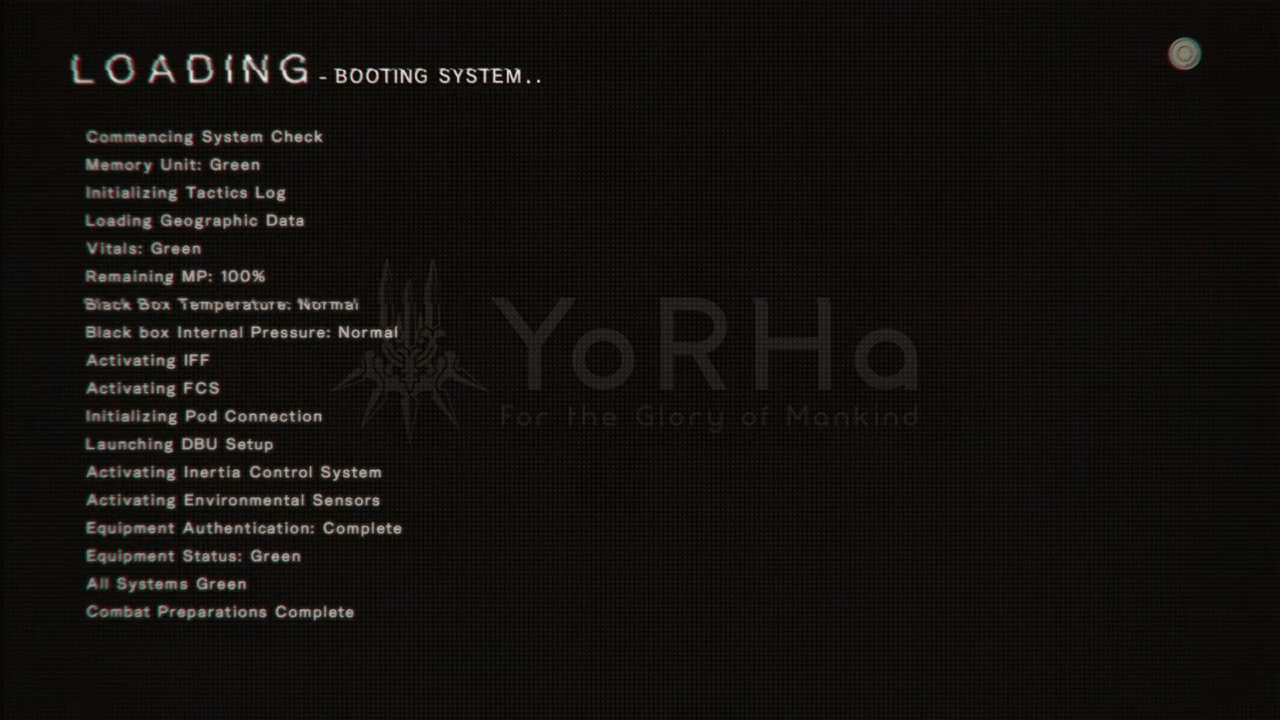 LOADING - BOOTING SYSTEM..
Commencing System Check
Memory Unit: Green
Initializing Tactics Log
Loading Geographic Data
Vitals: Green
Remaining MP: 100%
Black Box Temperature: Normal
Black box Internal Pressure: Normal
Activating IFF
Activating FCS
Initializing Pod Connection
Launching DBU Setup
Activating Inertia Control System
Activating Environmental Sensors
Equipment Authentication: Complete
Equipment Status: Green
All Systems Green
Combat Preparations Complete
YoRHa
For the Glory of Mankind